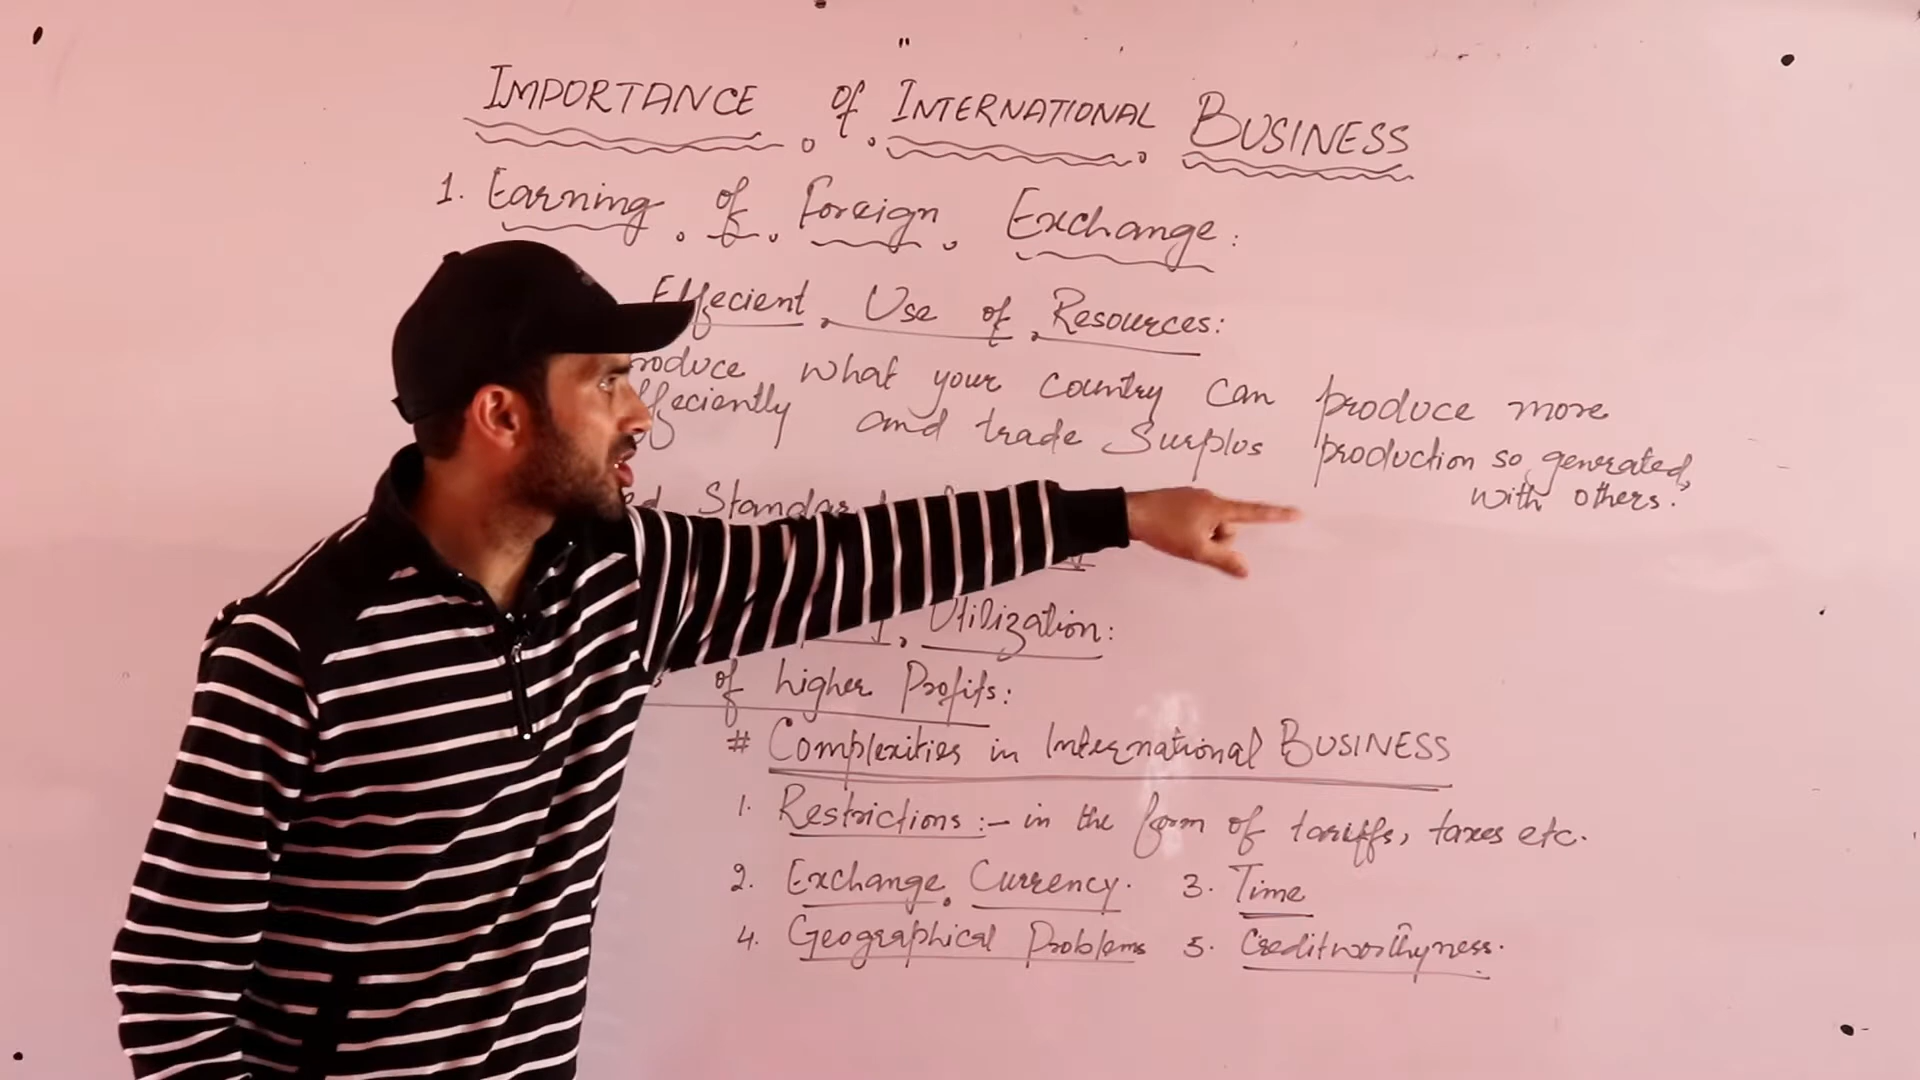 IMPORTANCE of INTERNATIONAL BUSINESS
1. Earning of Foreign Exchange:
Effecient Use of Resources:
roduce what your country can produce more
ffeciently and trade Surplus production so generated,
with others.
Utilization:
of higher Profits:
# Complexities in International BUSINESS
1. Restrictions :- in the form of tariffs, taxes etc.
2. Exchange Currency. 3. Time
4. Geographical Problems 5. Creditworthyness.